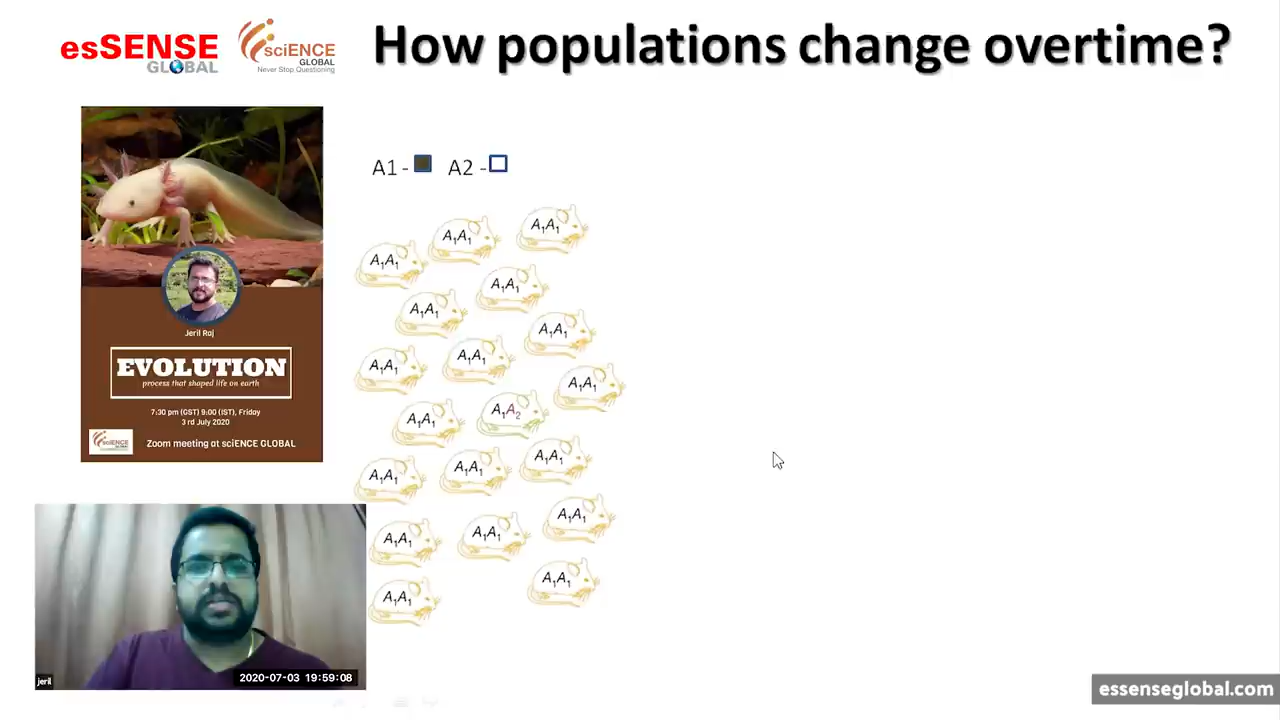 esSENSE
GLOBAL
sciENCE
GLOBAL
Never Stop Questioning
How populations change overtime?
A1 - A2 -
A₁A₁
A₁A₁
A₁A₁
A₁A₁
A₁A₁
A₁A₁
A₁A₁
A₁A₁
A₁A₁
A₁A₂
A₁A₁
A₁A₁
A₁A₁
A₁A₁
A₁A₁
A₁A₁
A₁A₁
A₁A₁
A₁A₁
Jeril Raj
EVOLUTION
process that shaped life on earth
7:30 pm (GST) 9:00 (IST), Friday
3 rd July 2020
Zoom meeting at sciENCE GLOBAL
jeril
2020-07-03 19:59:08
essenseglobal.com